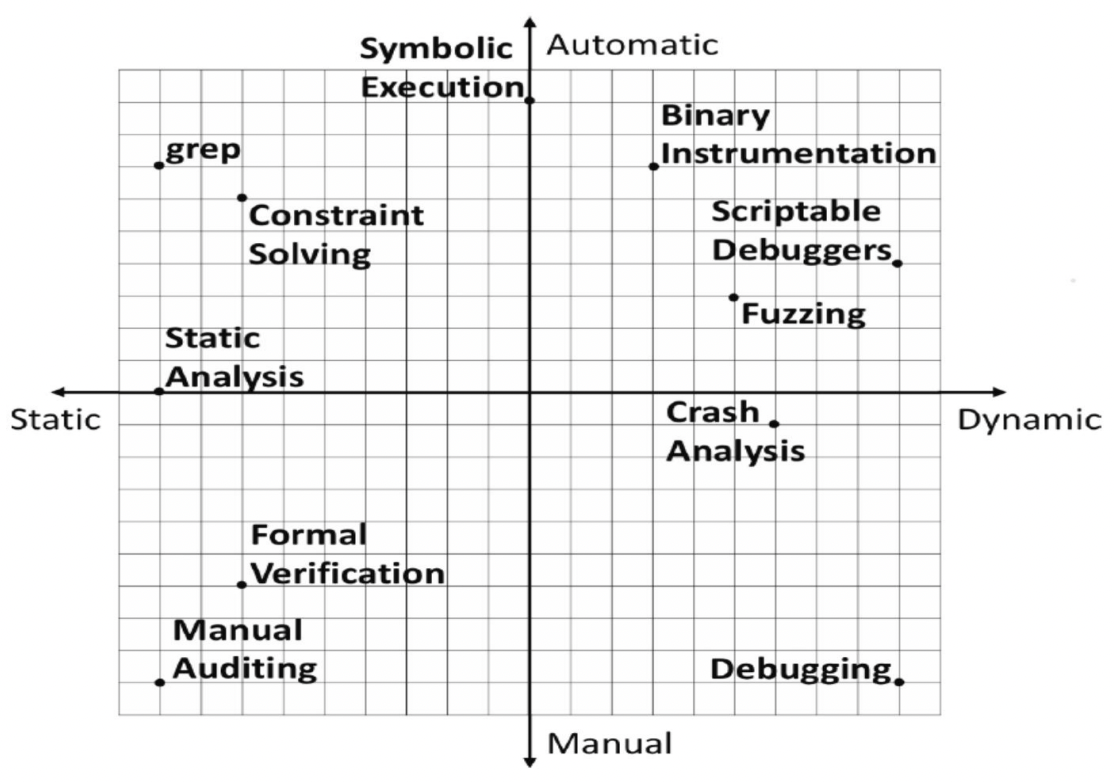 Automatic
Symbolic
Execution
Binary
Instrumentation
grep
Constraint
Solving
Scriptable
Debuggers
Fuzzing
Static
Analysis
Static
Dynamic
Crash
Analysis
Formal
Verification
Manual
Auditing
Debugging
Manual